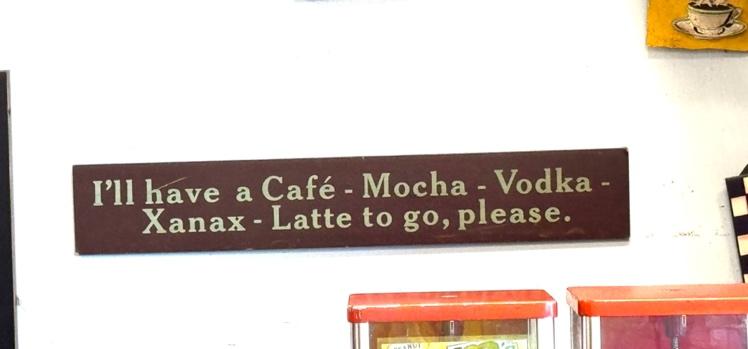 I'll have a Café - Mocha - Vodka -
Xanax - Latte to go, please.